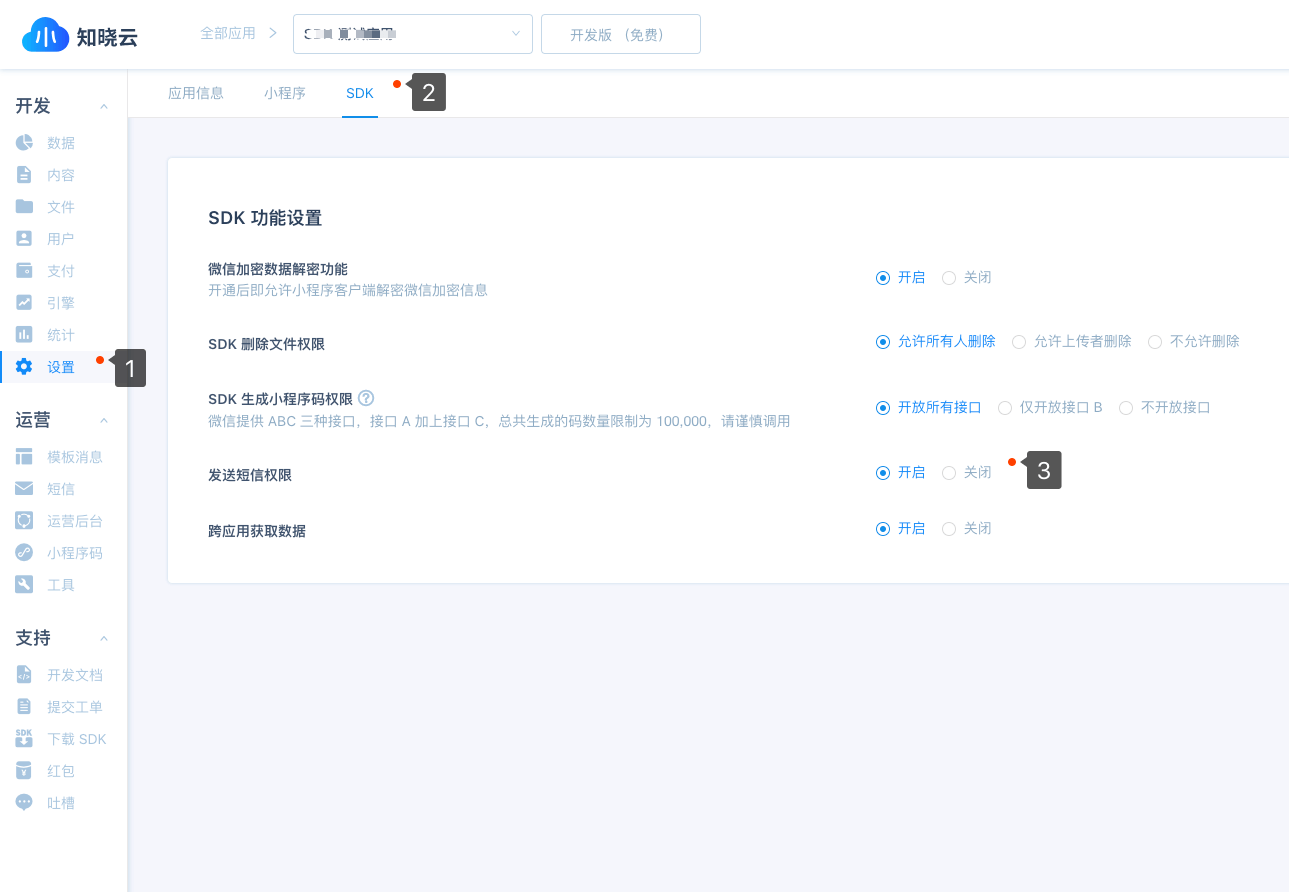 知晓云
全部应用
开发版 （免费）
应用信息
小程序
SDK
2
开发
数据
内容
文件
用户
支付
引擎
统计
设置
1
运营
模板消息
短信
运营后台
小程序码
工具
支持
开发文档
提交工单
下载 SDK
红包
吐槽
SDK 功能设置
微信加密数据解密功能
开通后即允许小程序客户端解密微信加密信息
开启 关闭
SDK 删除文件权限
允许所有人删除 允许上传者删除 不允许删除
SDK 生成小程序码权限
微信提供 ABC 三种接口，接口 A 加上接口 C，总共生成的码数量限制为 100,000，请谨慎调用
开放所有接口 仅开放接口 B 不开放接口
发送短信权限
开启 关闭
3
跨应用获取数据
开启 关闭